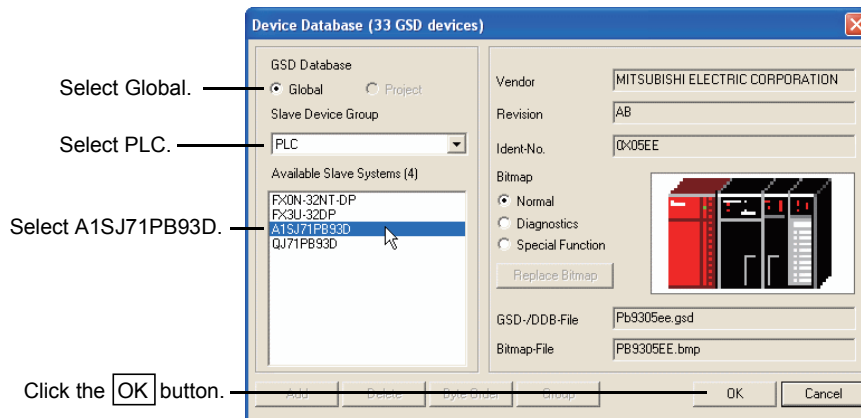 Device Database (33 GSD devices)
GSD Database
Select Global.
Global
Project
Slave Device Group
Select PLC.
PLC
Available Slave Systems (4)
FX0N-32NT-DP
FX3U-32DP
Select A1SJ71PB93D.
A1SJ71PB93D
QJ71PB93D
Vendor
MITSUBISHI ELECTRIC CORPORATION
Revision
AB
Ident-No.
0X05EE
Bitmap
Normal
Diagnostics
Special Function
Replace Bitmap
GSD-/DDB-File
Pb9305ee.gsd
Bitmap-File
PB9305EE.bmp
Click the OK button.
Add
Delete
Byte Order
Group
OK
Cancel